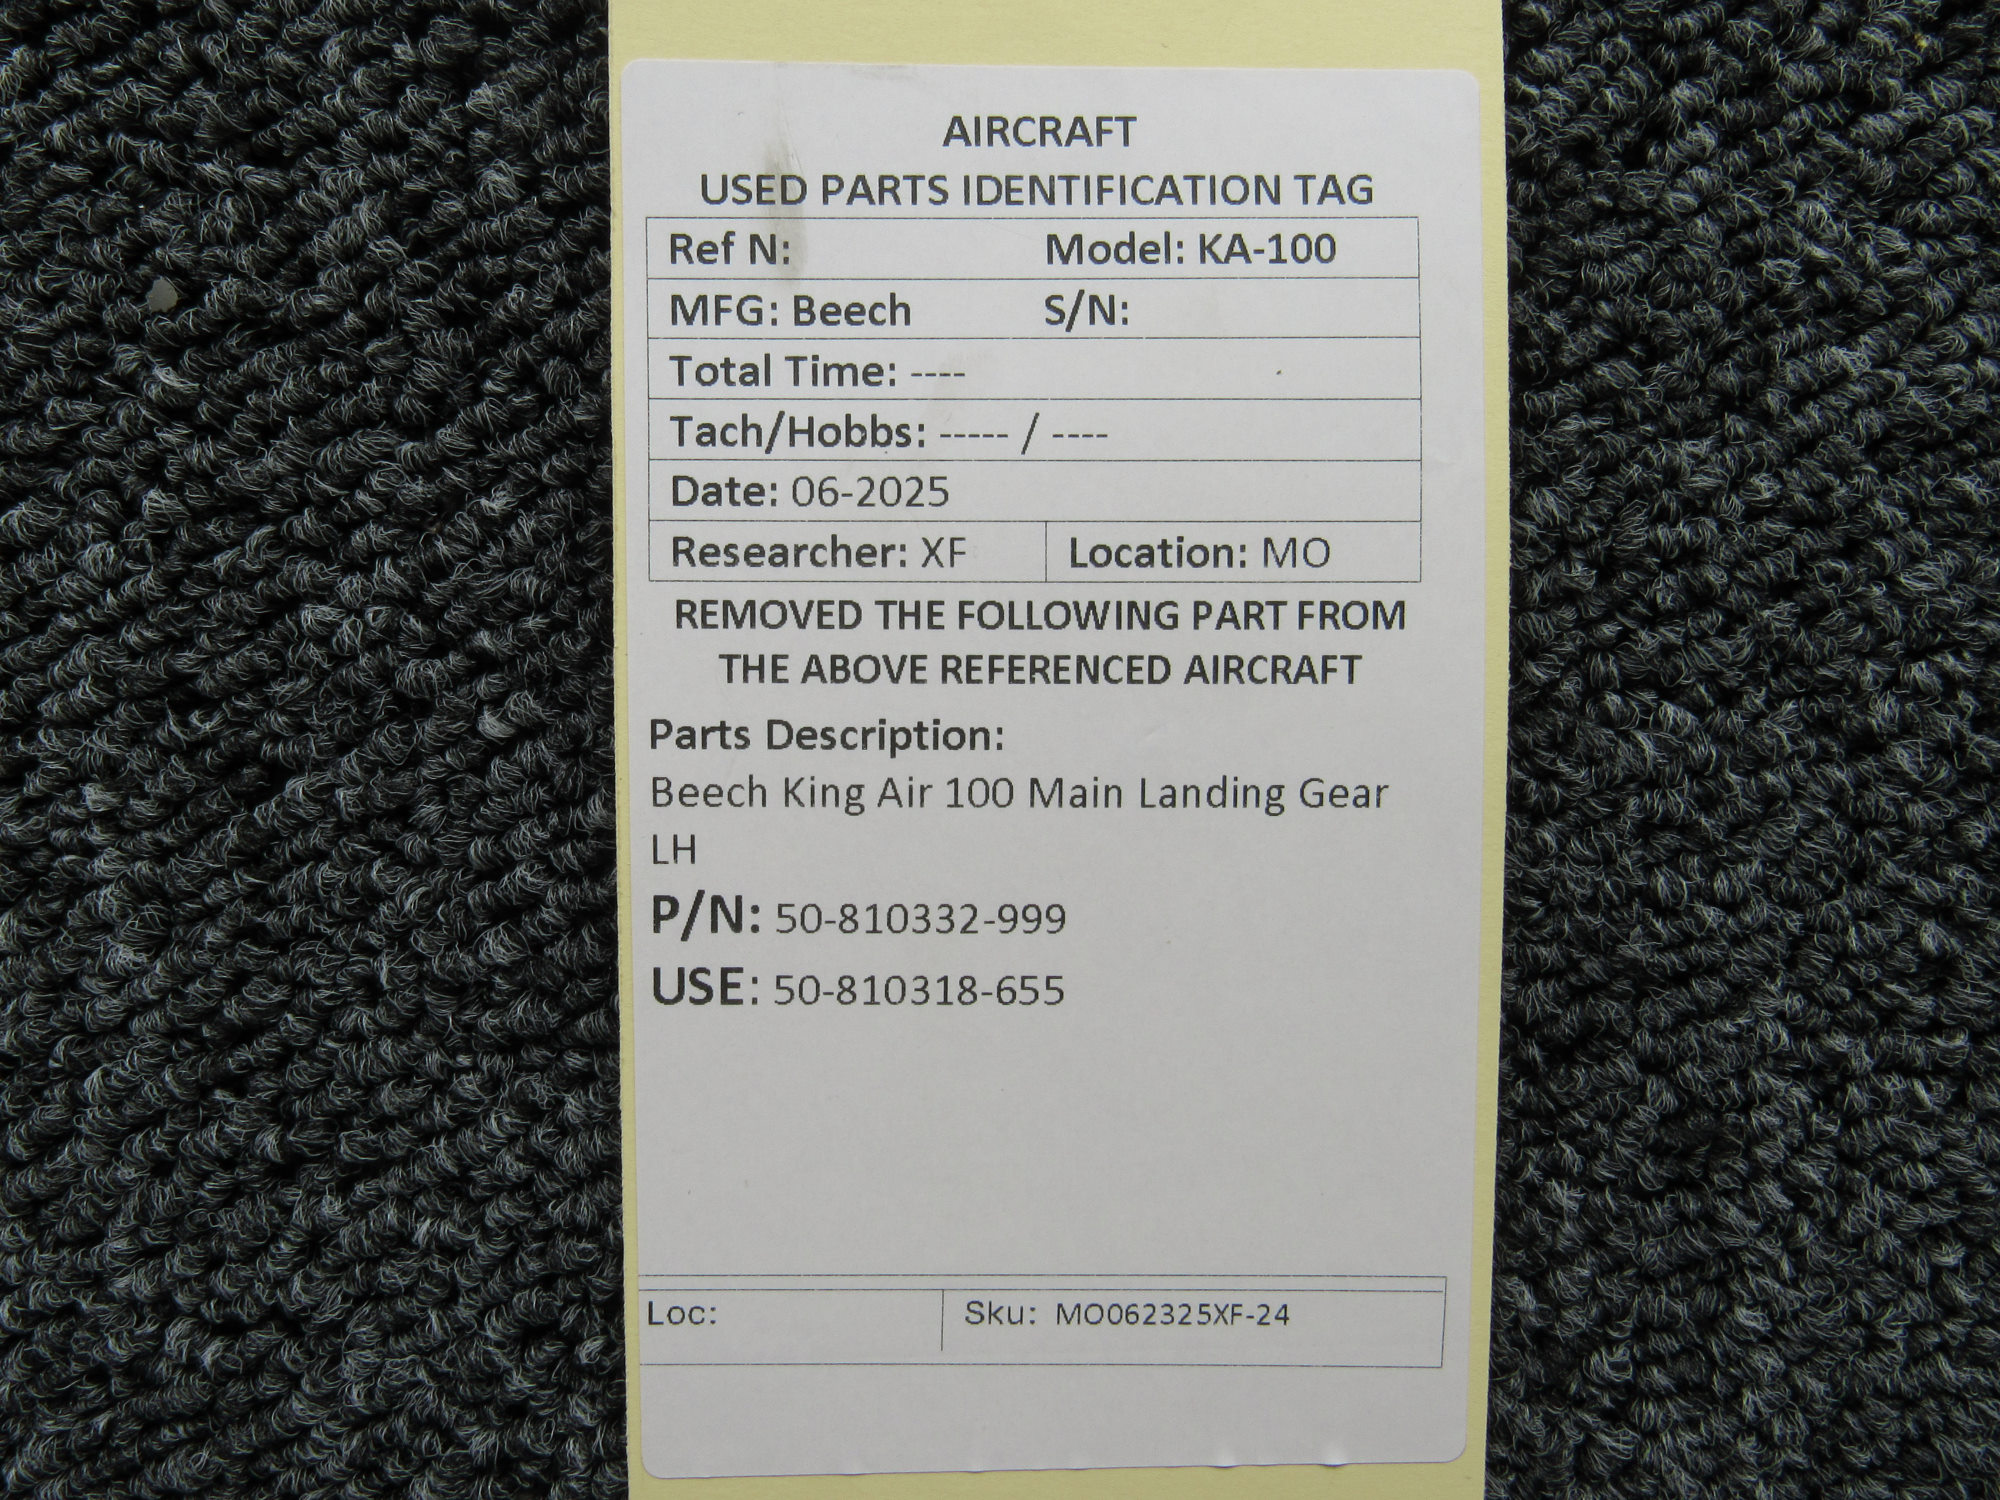 AIRCRAFT
USED PARTS IDENTIFICATION TAG
Ref N: Model: KA-100
MFG: Beech S/N:
Total Time: ----
Tach/Hobbs: ----- / ----
Date: 06-2025
Researcher: XF Location: MO
REMOVED THE FOLLOWING PART FROM
THE ABOVE REFERENCED AIRCRAFT
Parts Description:
Beech King Air 100 Main Landing Gear
LH
P/N: 50-810332-999
USE: 50-810318-655
Loc: Sku: MO062325XF-24